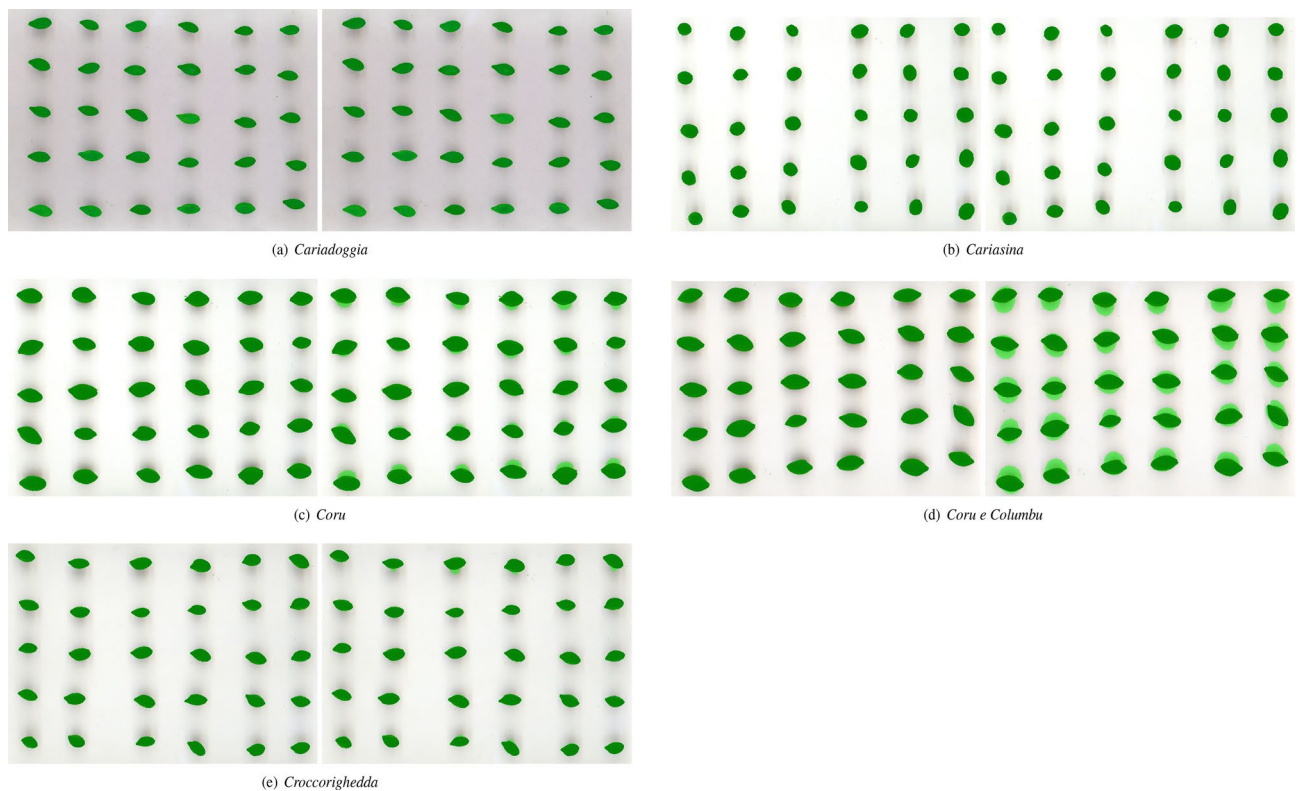 (a) Cariadoggia
(b) Cariasina
(c) Coru
(d) Coru e Columbu
(e) Croccorighedda